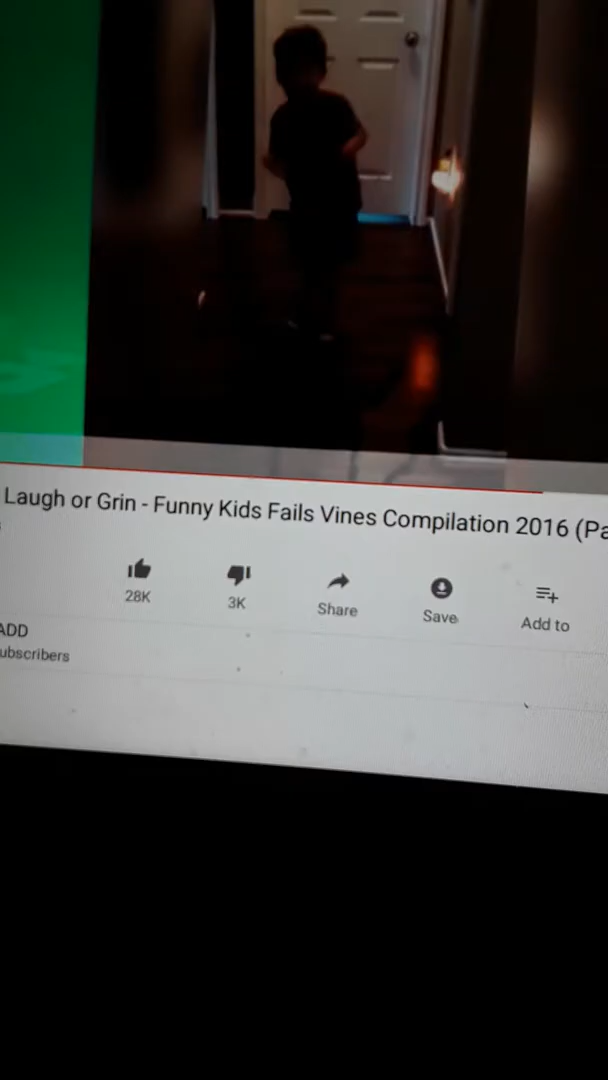 Laugh or Grin - Funny Kids Fails Vines Compilation 2016 (Pa
28K
3K
Share
Save
Add to
ADD
ubscribers